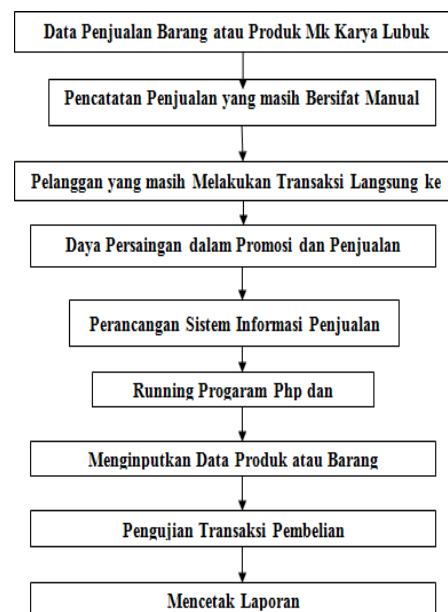 Data Penjualan Barang atau Produk Mk Karya Lubuk
Pencatatan Penjualan yang masih Bersifat Manual
Pelanggan yang masih Melakukan Transaksi Langsung ke
Daya Persaingan dalam Promosi dan Penjualan
Perancangan Sistem Informasi Penjualan
Running Progaram Php dan
Menginputkan Data Produk atau Barang
Pengujian Transaksi Pembelian
Mencetak Laporan